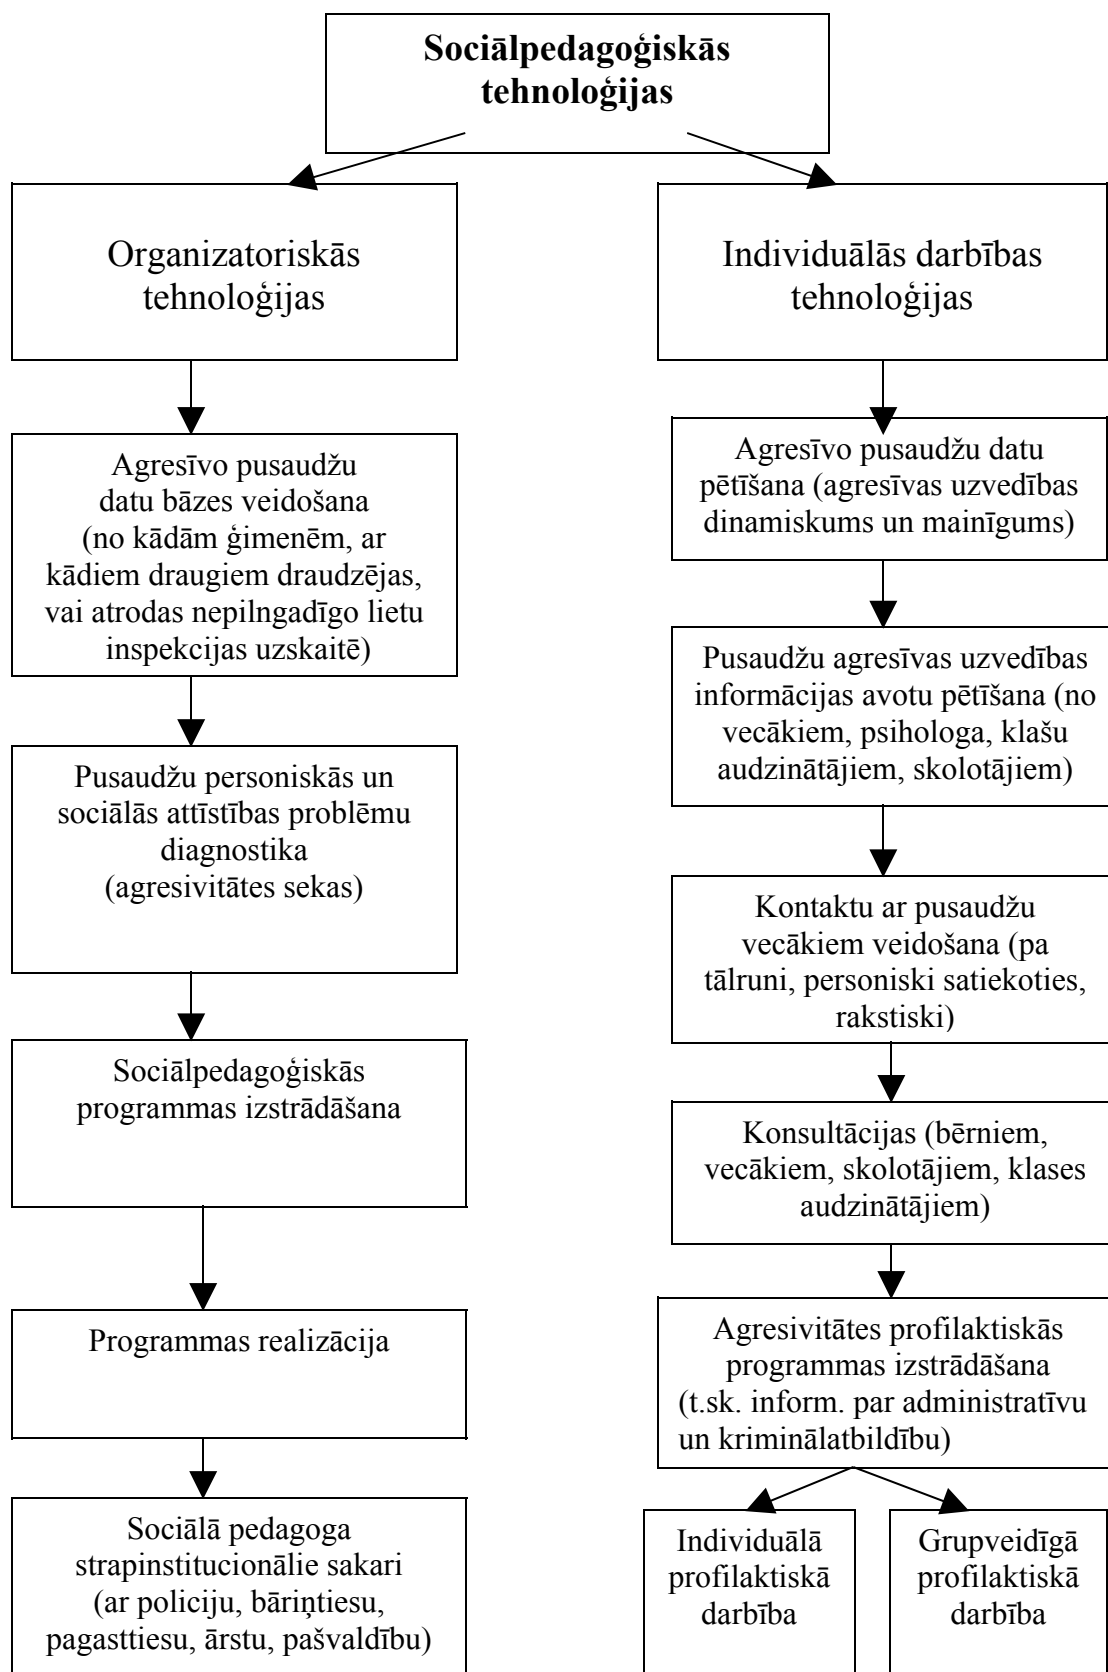 Sociālpedagoģiskās
tehnoloģijas
Organizatoriskās
tehnoloģijas
Agresīvo pusaudžu
datu bāzes veidošana
(no kādām ģimenēm, ar
kādiem draugiem draudzējas,
vai atrodas nepilngadīgo lietu
inspekcijas uzskaitē)
Pusaudžu personiskās un
sociālās attīstības problēmu
diagnostika
(agresivitātes sekas)
Sociālpedagoģiskās
programmas izstrādāšana
Programmas realizācija
Sociālā pedagoga
strapinstitucionālie sakari
(ar policiju, bāriņtiesu,
pagasttiesu, ārstu, pašvaldību)
Individuālās darbības
tehnoloģijas
Agresīvo pusaudžu datu
pētīšana (agresīvas uzvedības
dinamiskums un mainīgums)
Pusaudžu agresīvas uzvedības
informācijas avotu pētīšana (no
vecākiem, psihologa, klašu
audzinātājiem, skolotājiem)
Kontaktu ar pusaudžu
vecākiem veidošana (pa
tālruni, personiski satiekoties,
rakstiski)
Konsultācijas (bērniem,
vecākiem, skolotājiem, klases
audzinātājiem)
Agresivitātes profilaktiskās
programmas izstrādāšana
(t.sk. inform. par administratīvu
un kriminālatbildību)
Individuālā
profilaktiskā
darbība
Grupveidīgā
profilaktiskā
darbība